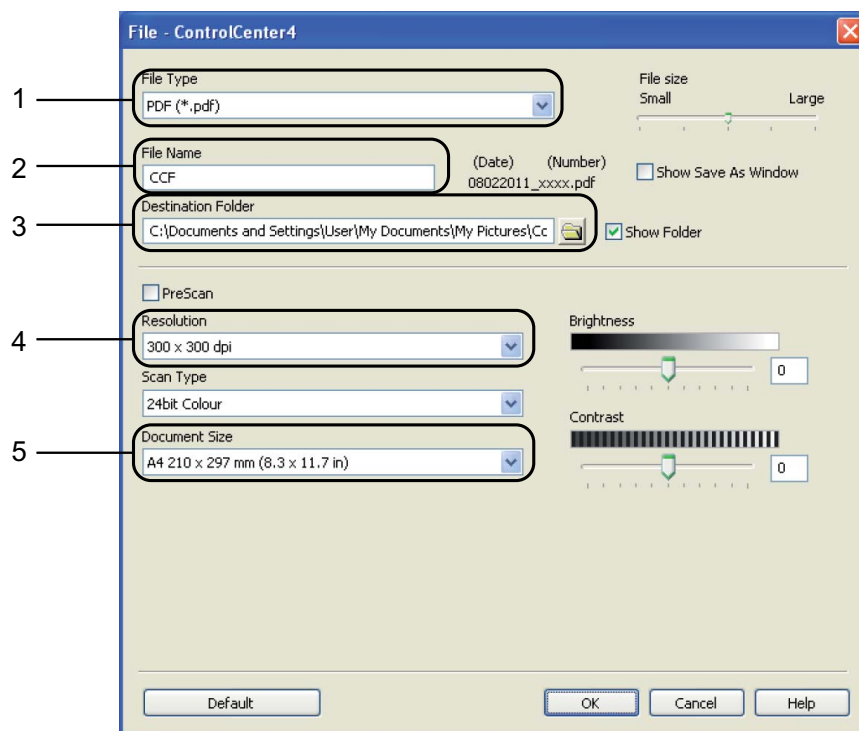 File - ControlCenter4
1
File Type
PDF (*.pdf)
File size
Small Large
2
File Name
CCF
(Date) (Number)
08022011_xxxx.pdf
Show Save As Window
3
Destination Folder
C:\Documents and Settings\User\My Documents\My Pictures\Cc
Show Folder
PreScan
4
Resolution
300 x 300 dpi
Brightness
0
Scan Type
24bit Colour
Contrast
0
5
Document Size
A4 210 x 297 mm (8.3 x 11.7 in)
Default
OK
Cancel
Help